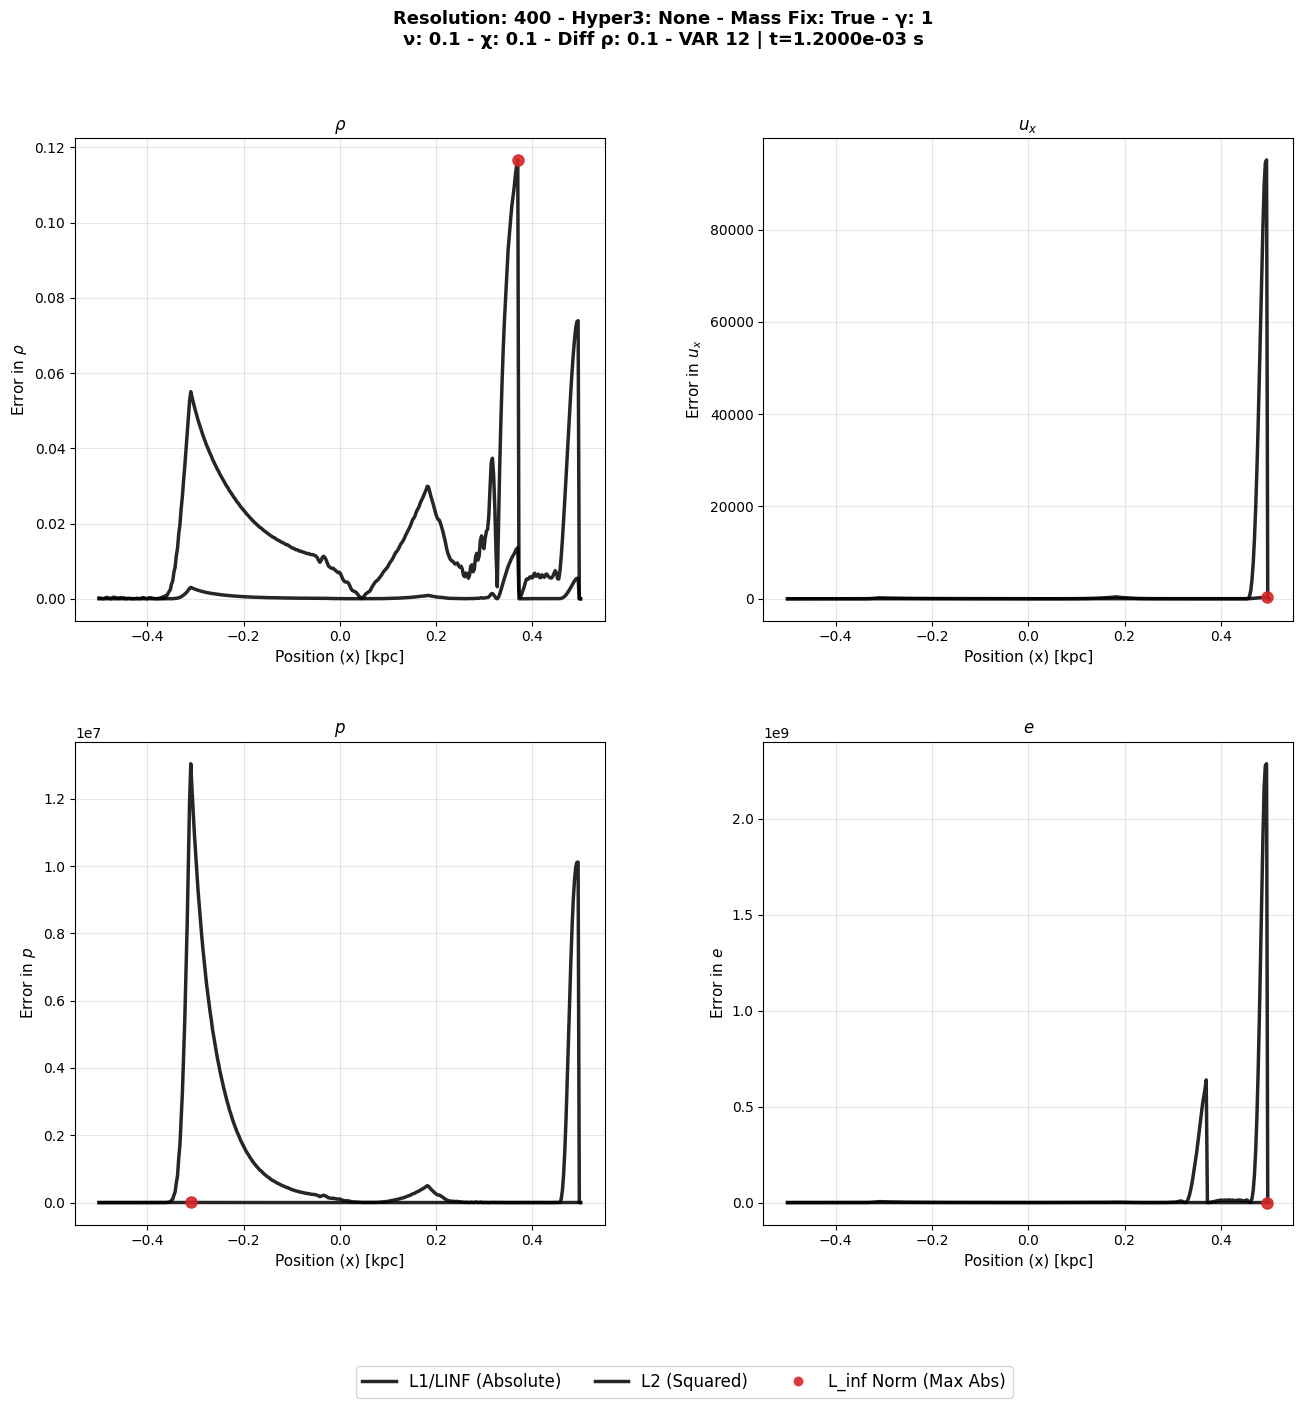 Resolution: 400 - Hyper3: None - Mass Fix: True - γ: 1
ν: 0.1 - χ: 0.1 - Diff ρ: 0.1 - VAR 12 | t=1.2000e-03 s
ρ
0.12
0.10
0.08
0.06
0.04
0.02
0.00
Error in ρ
−0.4 −0.2 0.0 0.2 0.4
Position (x) [kpc]
u_x
80000
60000
40000
20000
0
Error in u_x
−0.4 −0.2 0.0 0.2 0.4
Position (x) [kpc]
p
1e7
1.2
1.0
0.8
0.6
0.4
0.2
0.0
Error in p
−0.4 −0.2 0.0 0.2 0.4
Position (x) [kpc]
e
1e9
2.0
1.5
1.0
0.5
0.0
Error in e
−0.4 −0.2 0.0 0.2 0.4
Position (x) [kpc]
L1/LINF (Absolute) L2 (Squared) L_inf Norm (Max Abs)